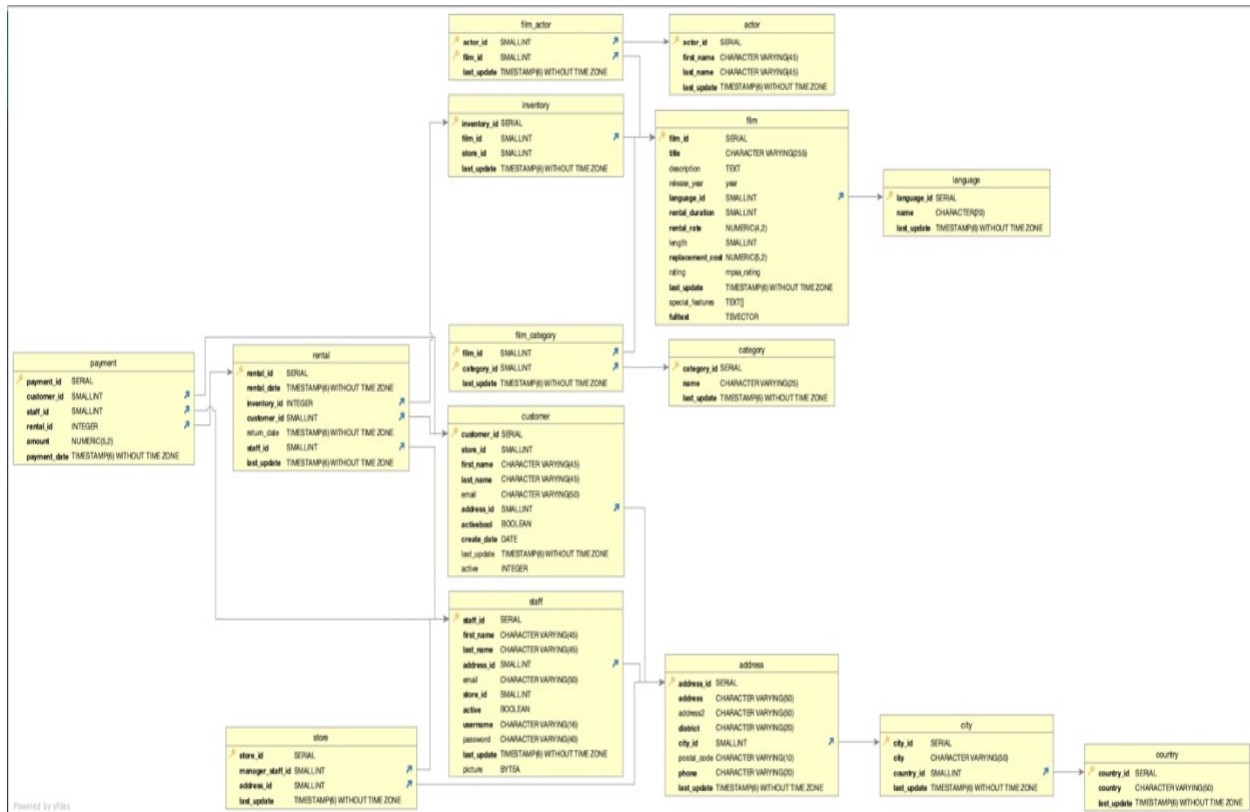 film_actor
actor_id SMALLINT
film_id SMALLINT
last_update TIMESTAMP(6) WITHOUT TIME ZONE
actor
actor_id SERIAL
first_name CHARACTER VARYING(45)
last_name CHARACTER VARYING(45)
last_update TIMESTAMP(6) WITHOUT TIME ZONE
inventory
inventory_id SERIAL
film_id SMALLINT
store_id SMALLINT
last_update TIMESTAMP(6) WITHOUT TIME ZONE
film
film_id SERIAL
title CHARACTER VARYING(255)
description TEXT
release_year year
language_id SMALLINT
rental_duration SMALLINT
rental_rate NUMERIC(4,2)
length SMALLINT
replacement_cost NUMERIC(5,2)
rating mpaa_rating
last_update TIMESTAMP(6) WITHOUT TIME ZONE
special_features TEXT[]
fulltext TSVECTOR
language
language_id SERIAL
name CHARACTER(20)
last_update TIMESTAMP(6) WITHOUT TIME ZONE
film_category
film_id SMALLINT
category_id SMALLINT
last_update TIMESTAMP(6) WITHOUT TIME ZONE
category
category_id SERIAL
name CHARACTER VARYING(25)
last_update TIMESTAMP(6) WITHOUT TIME ZONE
payment
payment_id SERIAL
customer_id SMALLINT
staff_id SMALLINT
rental_id INTEGER
amount NUMERIC(5,2)
payment_date TIMESTAMP(6) WITHOUT TIME ZONE
rental
rental_id SERIAL
rental_date TIMESTAMP(6) WITHOUT TIME ZONE
inventory_id INTEGER
customer_id SMALLINT
return_date TIMESTAMP(6) WITHOUT TIME ZONE
staff_id SMALLINT
last_update TIMESTAMP(6) WITHOUT TIME ZONE
customer
customer_id SERIAL
store_id SMALLINT
first_name CHARACTER VARYING(45)
last_name CHARACTER VARYING(45)
email CHARACTER VARYING(50)
address_id SMALLINT
activebool BOOLEAN
create_date DATE
last_update TIMESTAMP(6) WITHOUT TIME ZONE
active INTEGER
staff
staff_id SERIAL
first_name CHARACTER VARYING(45)
last_name CHARACTER VARYING(45)
address_id SMALLINT
email CHARACTER VARYING(50)
store_id SMALLINT
active BOOLEAN
username CHARACTER VARYING(16)
password CHARACTER VARYING(40)
last_update TIMESTAMP(6) WITHOUT TIME ZONE
picture BYTEA
store
store_id SERIAL
manager_staff_id SMALLINT
address_id SMALLINT
last_update TIMESTAMP(6) WITHOUT TIME ZONE
address
address_id SERIAL
address CHARACTER VARYING(50)
address2 CHARACTER VARYING(50)
district CHARACTER VARYING(20)
city_id SMALLINT
postal_code CHARACTER VARYING(10)
phone CHARACTER VARYING(20)
last_update TIMESTAMP(6) WITHOUT TIME ZONE
city
city_id SERIAL
city CHARACTER VARYING(50)
country_id SMALLINT
last_update TIMESTAMP(6) WITHOUT TIME ZONE
country
country_id SERIAL
country CHARACTER VARYING(50)
last_update TIMESTAMP(6) WITHOUT TIME ZONE
Powered by yFiles